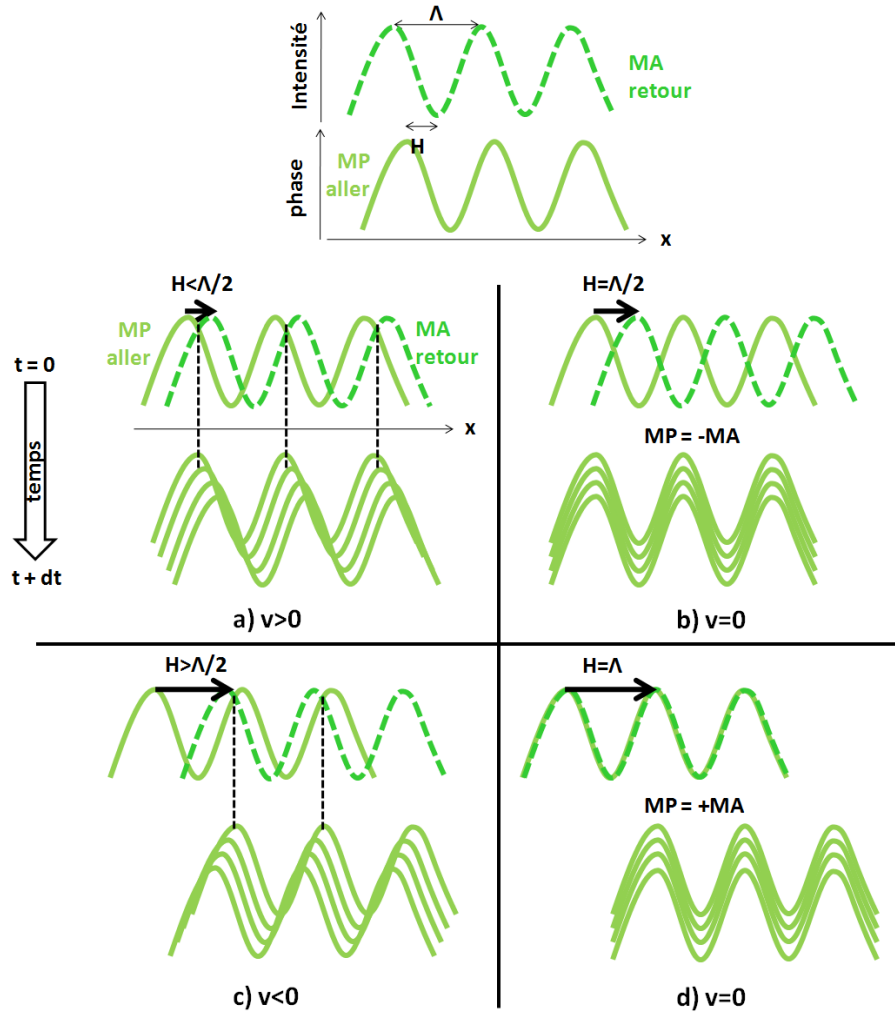 Λ
Intensité
MA
retour
H
MP
aller
phase
x
H<Λ/2
MP
aller
MA
retour
t = 0
temps
t + dt
x
a) v>0
H=Λ/2
MP = -MA
b) v=0
H>Λ/2
c) v<0
H=Λ
MP = +MA
d) v=0